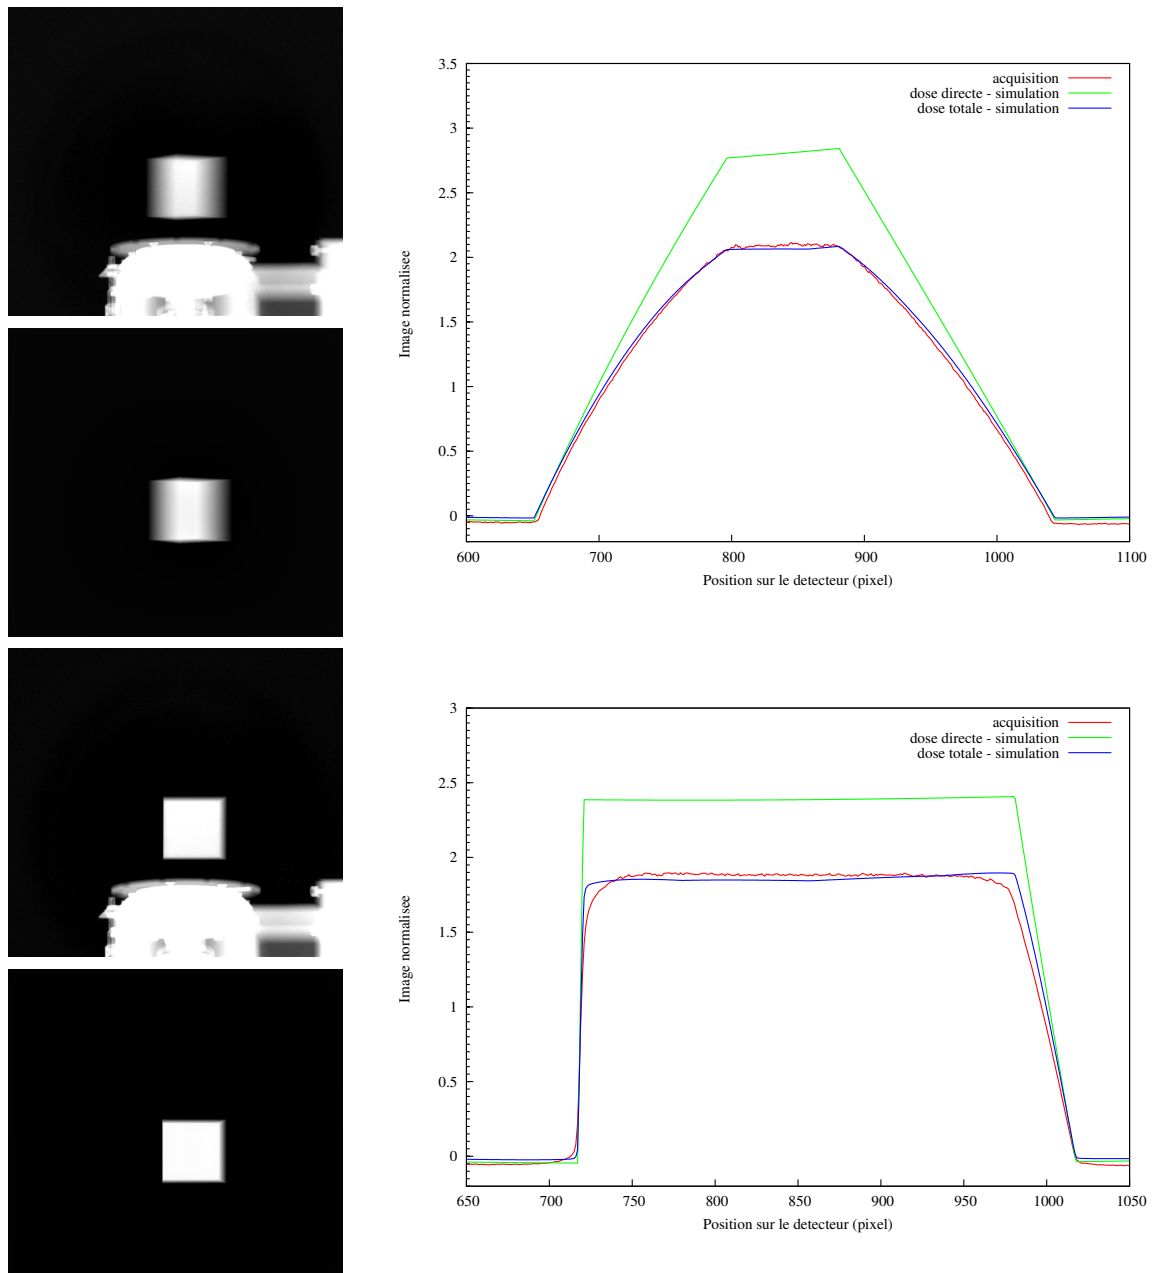 3.5
3
2.5
2
1.5
1
0.5
0
acquisition
dose directe - simulation
dose totale - simulation
Image normalisee
600 700 800 900 1000 1100
Position sur le detecteur (pixel)
3
2.5
2
1.5
1
0.5
0
acquisition
dose directe - simulation
dose totale - simulation
Image normalisee
650 700 750 800 850 900 950 1000 1050
Position sur le detecteur (pixel)